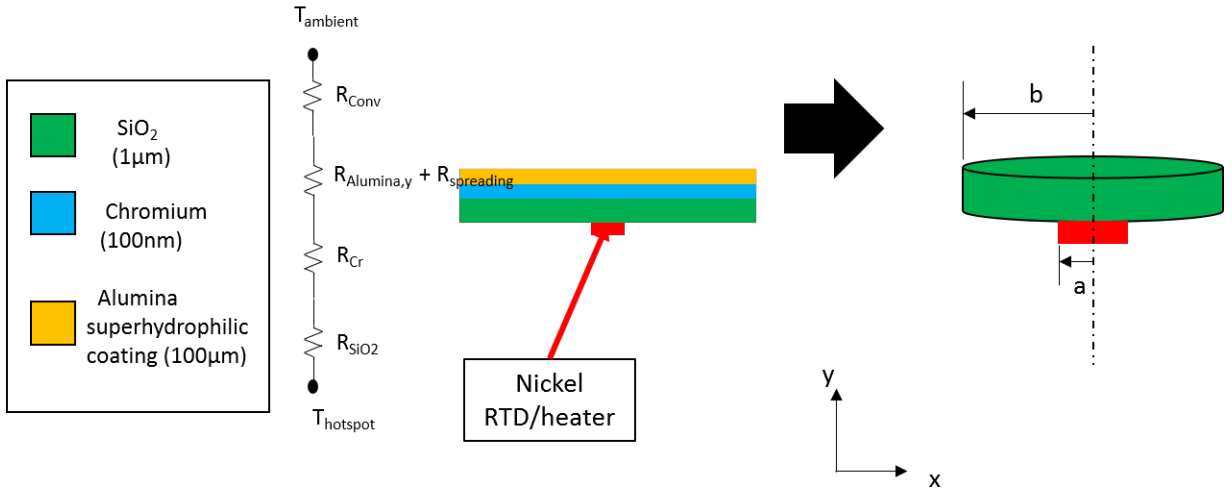 SiO2
(1μm)
Chromium
(100nm)
Alumina
superhydrophilic
coating (100μm)
Tambient
RConv
RAlumina,y + Rspreading
RCr
RSiO2
Thotspot
Nickel
RTD/heater
b
a
y
x